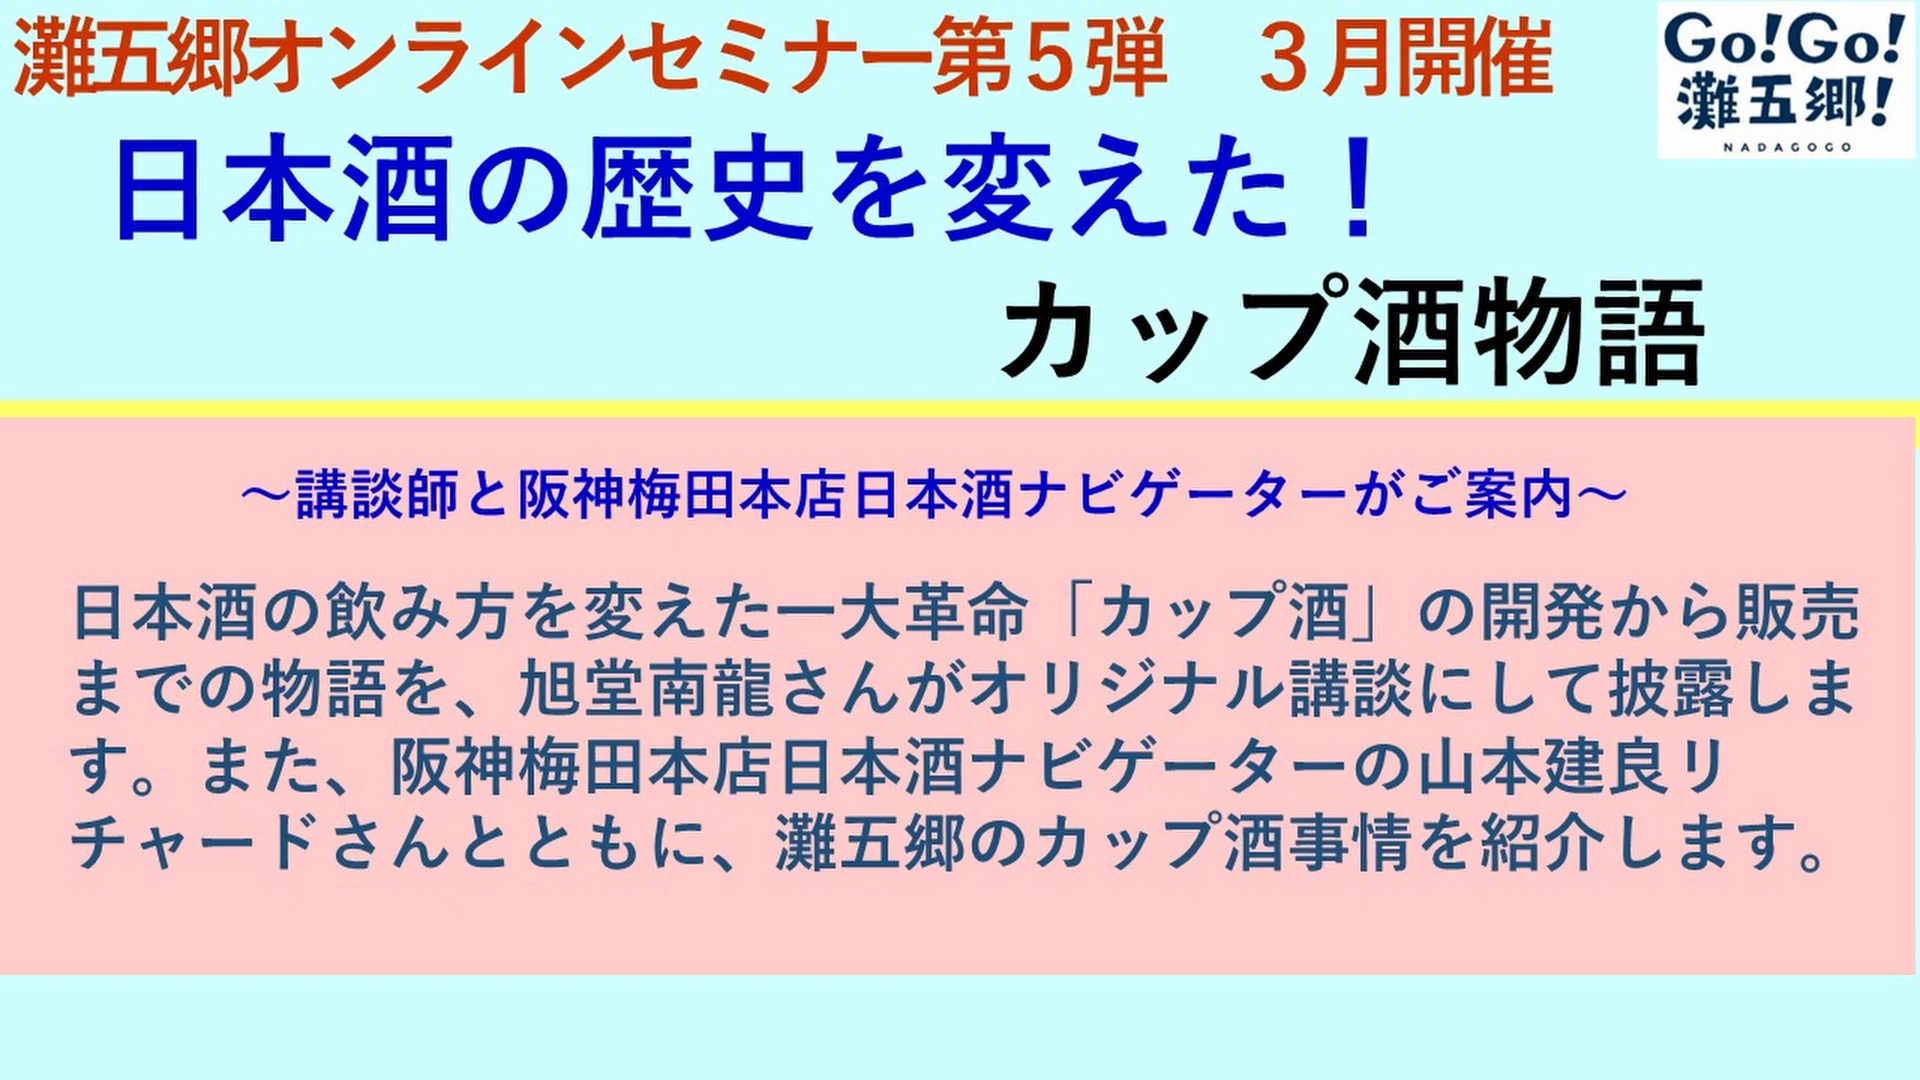 灘五郷オンラインセミナー第5弾　3月開催
Go!Go!
灘五郷!
NADAGOGO
日本酒の歴史を変えた！
カップ酒物語
～講談師と阪神梅田本店日本酒ナビゲーターがご案内～
日本酒の飲み方を変えた一大革命「カップ酒」の開発から販売
までの物語を、旭堂南龍さんがオリジナル講談にして披露しま
す。また、阪神梅田本店日本酒ナビゲーターの山本建良リ
チャードさんとともに、灘五郷のカップ酒事情を紹介します。